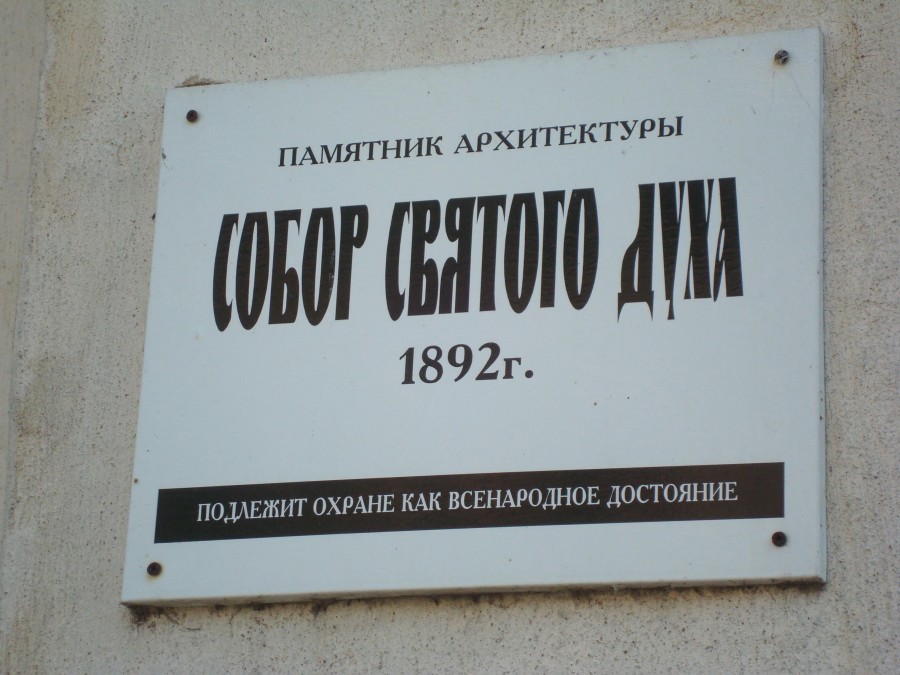 ПАМЯТНИК АРХИТЕКТУРЫ
СОБОР СВЯТОГО ДУХА
1892г.
ПОДЛЕЖИТ ОХРАНЕ КАК ВСЕНАРОДНОЕ ДОСТОЯНИЕ